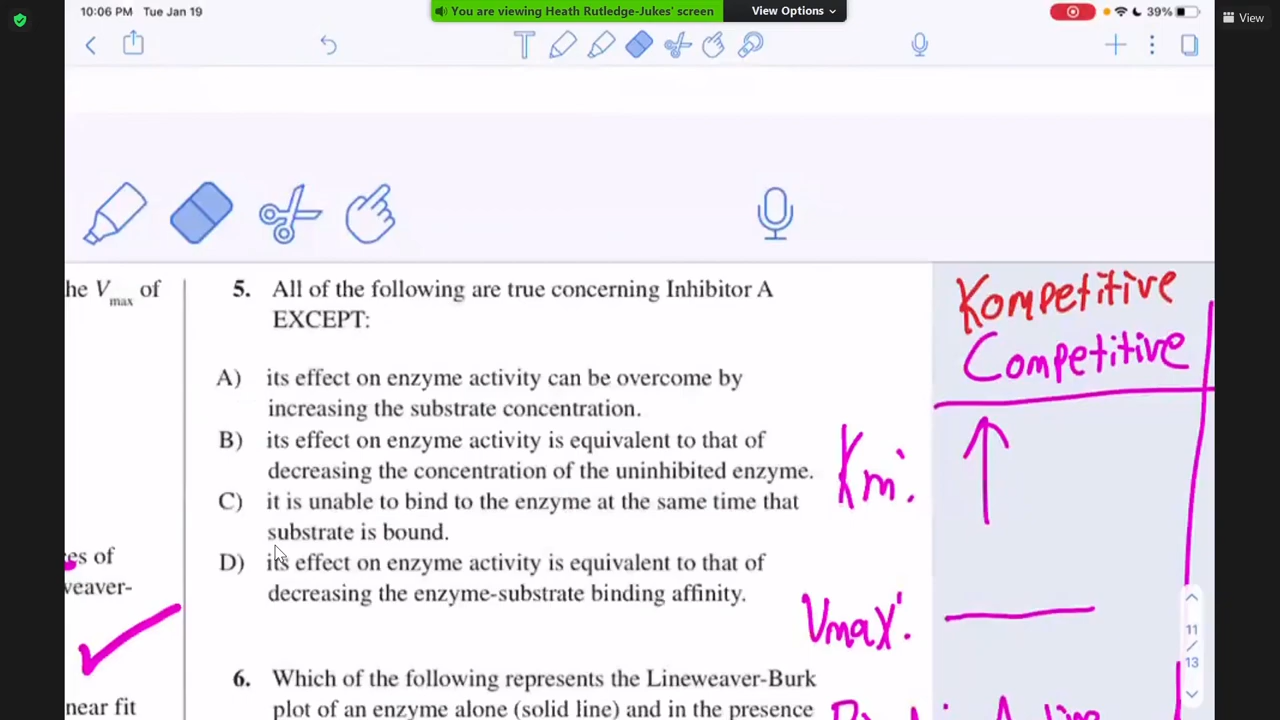 10:06 PM Tue Jan 19
You are viewing Heath Rutledge-Jukes' screen
View Options
39%
View
T
he Vmax of
5. All of the following are true concerning Inhibitor A
EXCEPT:
A) its effect on enzyme activity can be overcome by
increasing the substrate concentration.
B) its effect on enzyme activity is equivalent to that of
decreasing the concentration of the uninhibited enzyme.
C) it is unable to bind to the enzyme at the same time that
substrate is bound.
D) its effect on enzyme activity is equivalent to that of
decreasing the enzyme-substrate binding affinity.
es of
weaver-
6. Which of the following represents the Lineweaver-Burk
near fit
plot of an enzyme alone (solid line) and in the presence
Kompetitive
Competitive
Km:
Vmax:
11
/
13